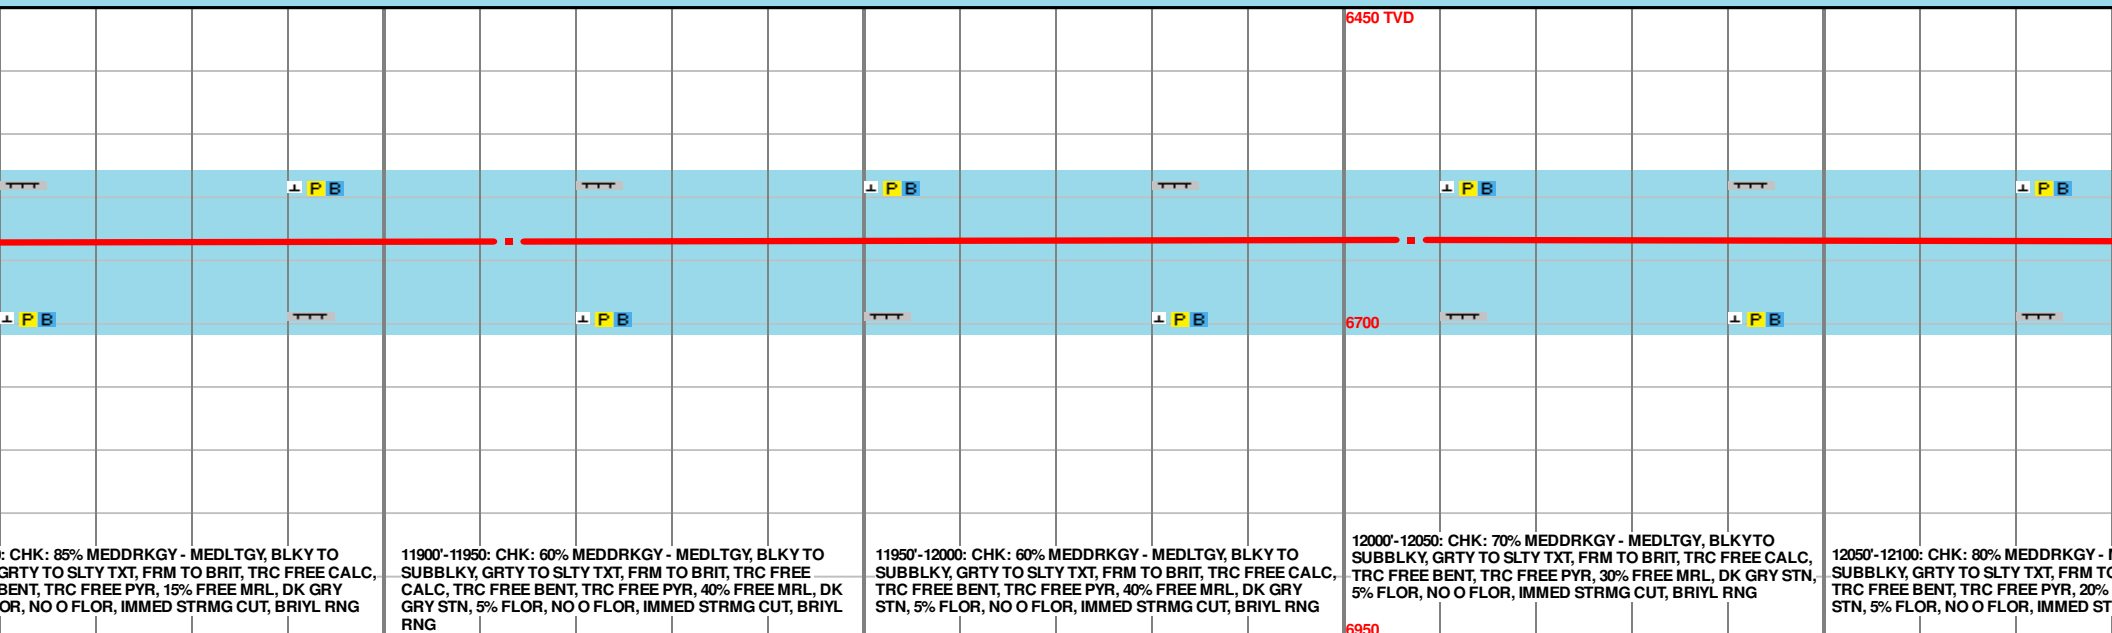 6450 TVD
P B
P B
P B
P B
P B
P B
P B
6700
P B
: CHK: 85% MEDDRKGY - MEDLTGY, BLKY TO
GRTY TO SLTY TXT, FRM TO BRIT, TRC FREE CALC,
BENT, TRC FREE PYR, 15% FREE MRL, DK GRY
OR, NO O FLOR, IMMED STRMG CUT, BRIYL RNG
11900'-11950: CHK: 60% MEDDRKGY - MEDLTGY, BLKY TO
SUBBLKY, GRTY TO SLTY TXT, FRM TO BRIT, TRC FREE
CALC, TRC FREE BENT, TRC FREE PYR, 40% FREE MRL, DK
GRY STN, 5% FLOR, NO O FLOR, IMMED STRMG CUT, BRIYL
RNG
11950'-12000: CHK: 60% MEDDRKGY - MEDLTGY, BLKY TO
SUBBLKY, GRTY TO SLTY TXT, FRM TO BRIT, TRC FREE CALC,
TRC FREE BENT, TRC FREE PYR, 40% FREE MRL, DK GRY
STN, 5% FLOR, NO O FLOR, IMMED STRMG CUT, BRIYL RNG
12000'-12050: CHK: 70% MEDDRKGY - MEDLTGY, BLKY TO
SUBBLKY, GRTY TO SLTY TXT, FRM TO BRIT, TRC FREE CALC,
TRC FREE BENT, TRC FREE PYR, 30% FREE MRL, DK GRY STN,
5% FLOR, NO O FLOR, IMMED STRMG CUT, BRIYL RNG
12050'-12100: CHK: 80% MEDDRKGY -
SUBBLKY, GRTY TO SLTY TXT, FRM TO
TRC FREE BENT, TRC FREE PYR, 20%
STN, 5% FLOR, NO O FLOR, IMMED ST
6950